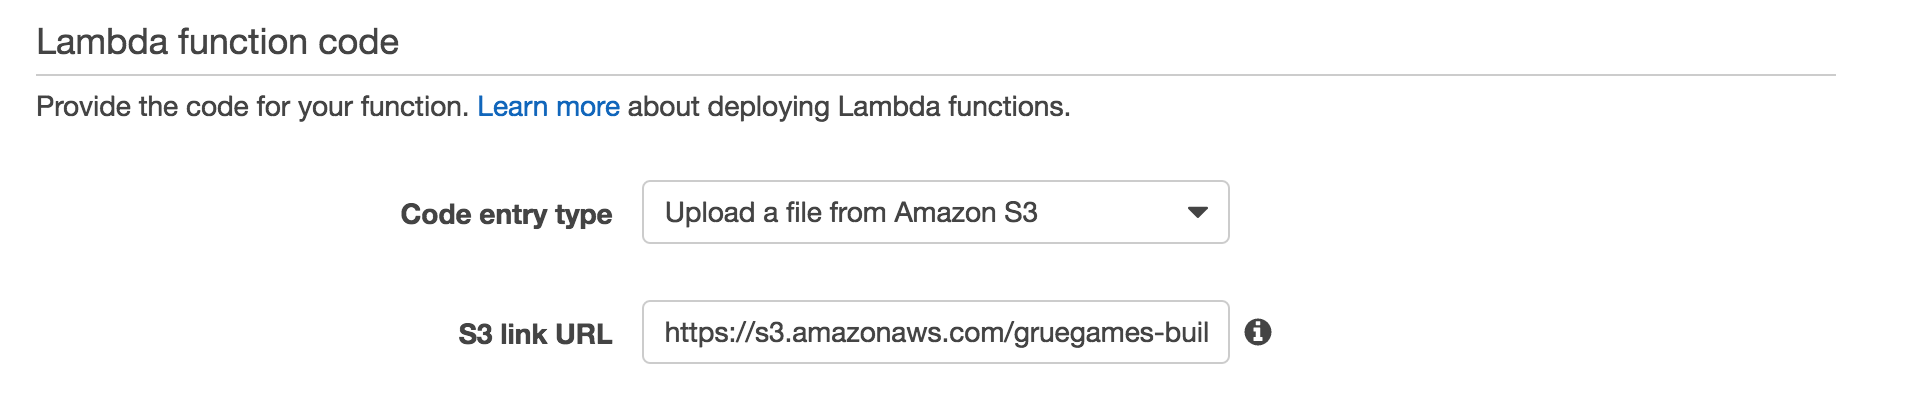 Lambda function code
Provide the code for your function. Learn more about deploying Lambda functions.
Code entry type
Upload a file from Amazon S3
S3 link URL
https://s3.amazonaws.com/gruegames-buil